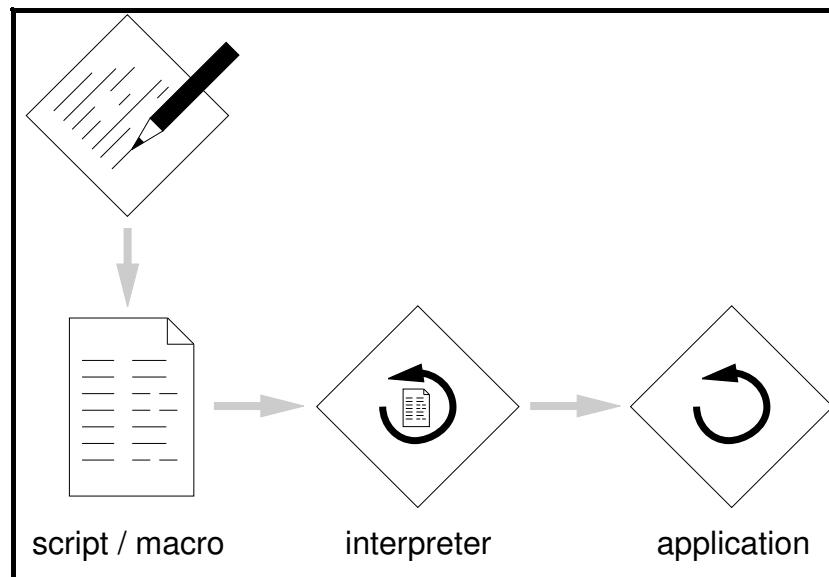 script / macro
interpreter
application